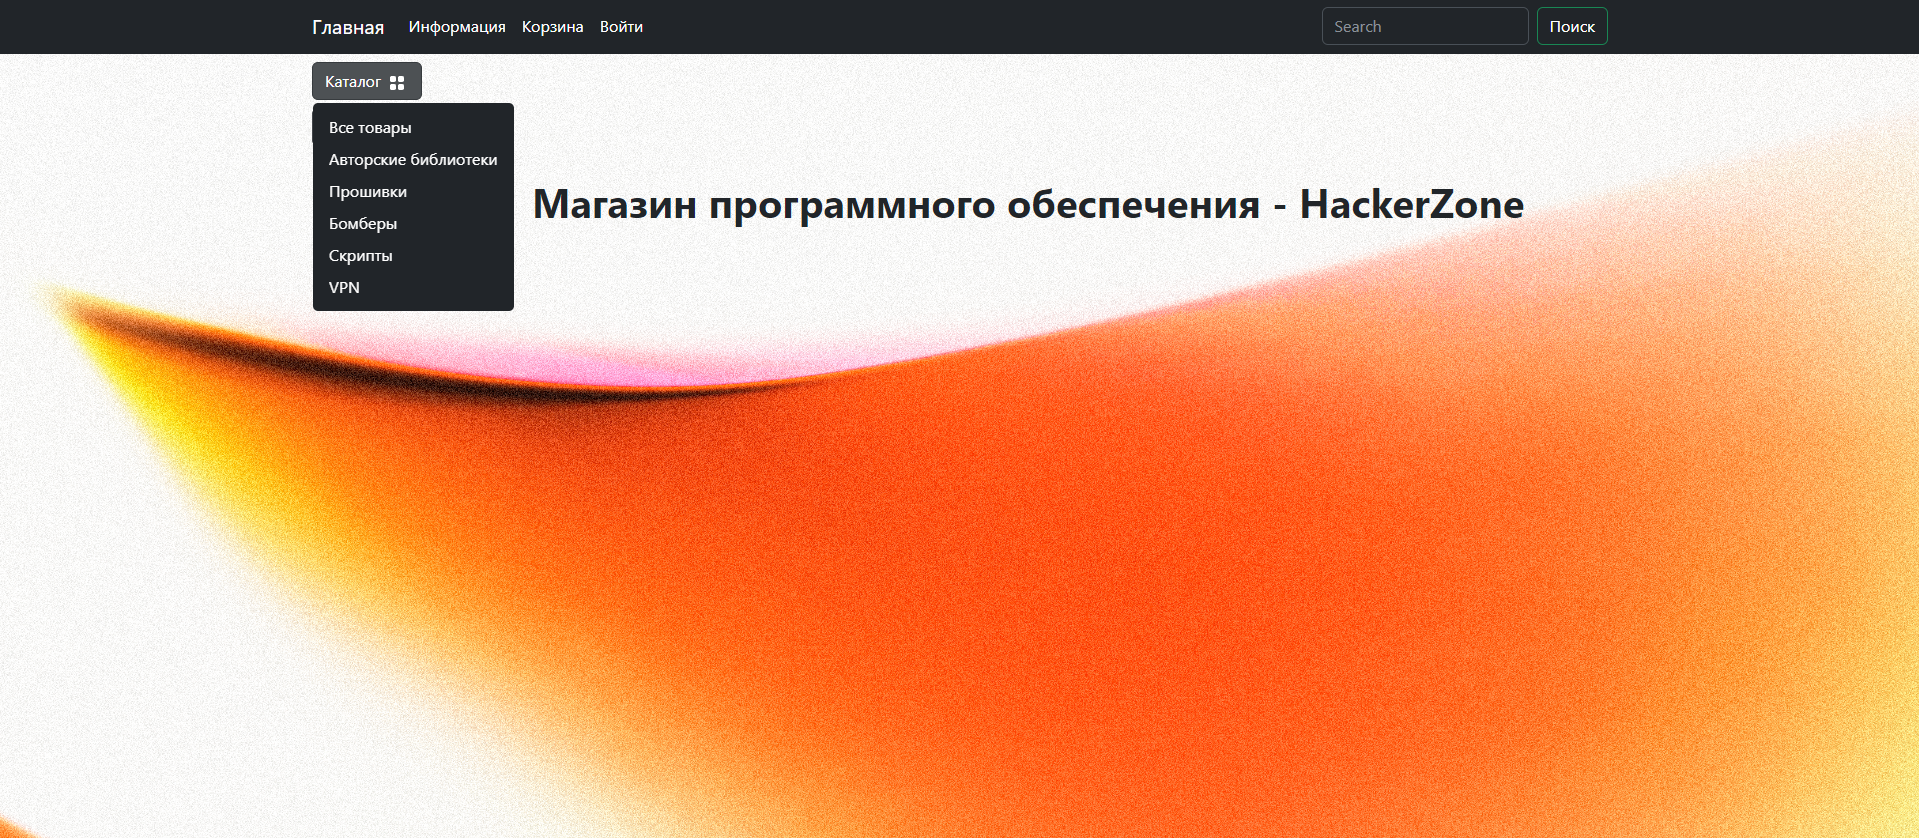 Главная Информация Корзина Войти Search Поиск
Каталог
Все товары
Авторские библиотеки
Прошивки
Бомберы
Скрипты
VPN
Магазин программного обеспечения - HackerZone